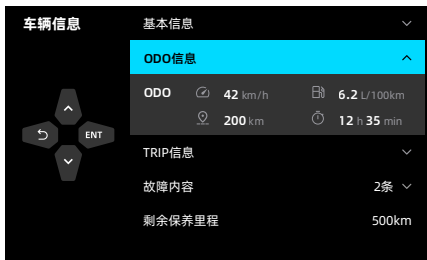 车辆信息
基本信息
ODO信息
ODO 42 km/h 6.2 L/100km
200 km 12 h 35 min
ENT
TRIP信息
故障内容 2条
剩余保养里程 500km